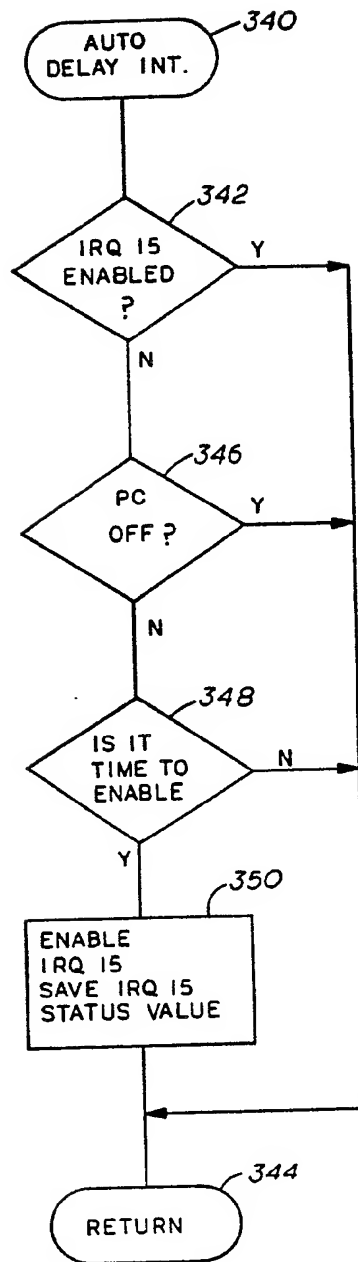 340
AUTO
DELAY INT.
342
IRQ 15
ENABLED
?
Y
N
346
PC
OFF ?
Y
N
348
IS IT
TIME TO
ENABLE
N
Y
350
ENABLE
IRQ 15
SAVE IRQ 15
STATUS VALUE
344
RETURN